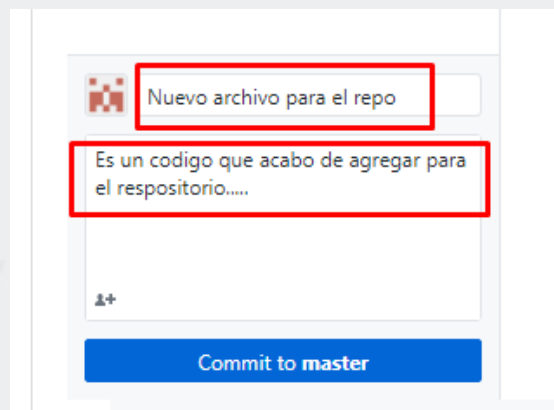 Nuevo archivo para el repo
Es un codigo que acabo de agregar para
el respositorio.....
Commit to master